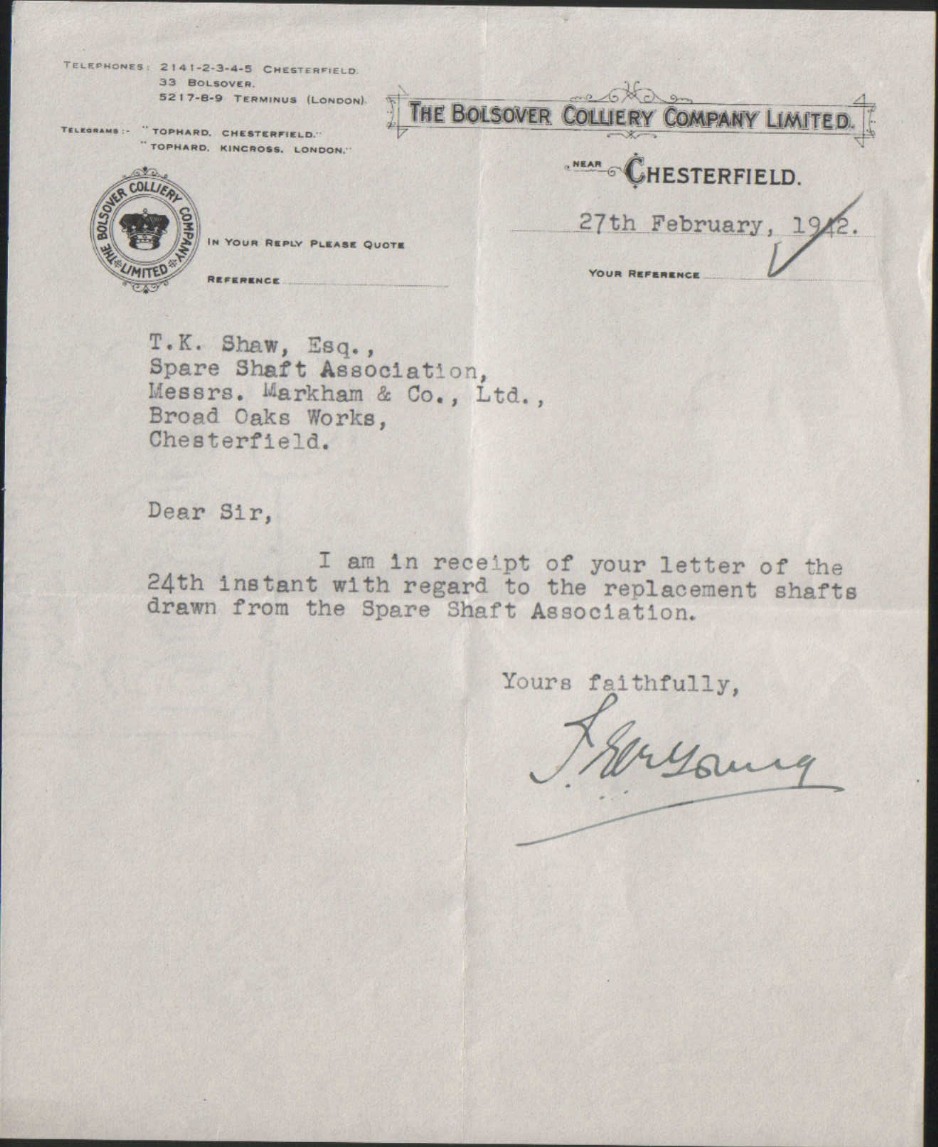 TELEPHONES: 2141-2-3-4-5 CHESTERFIELD.
33 BOLSOVER.
5217-8-9 TERMINUS (LONDON).
TELEGRAMS:- "TOPHARD, CHESTERFIELD."
"TOPHARD, KINCROSS, LONDON."
THE BOLSOVER COLLIERY COMPANY LIMITED.
NEAR CHESTERFIELD.
THE BOLSOVER COLLIERY COMPANY LIMITED
27th February, 1942.
IN YOUR REPLY PLEASE QUOTE
REFERENCE
YOUR REFERENCE
T.K. Shaw, Esq.,
Spare Shaft Association,
Messrs. Markham & Co., Ltd.,
Broad Oaks Works,
Chesterfield.
Dear Sir,
I am in receipt of your letter of the
24th instant with regard to the replacement shafts
drawn from the Spare Shaft Association.
Yours faithfully,
Young